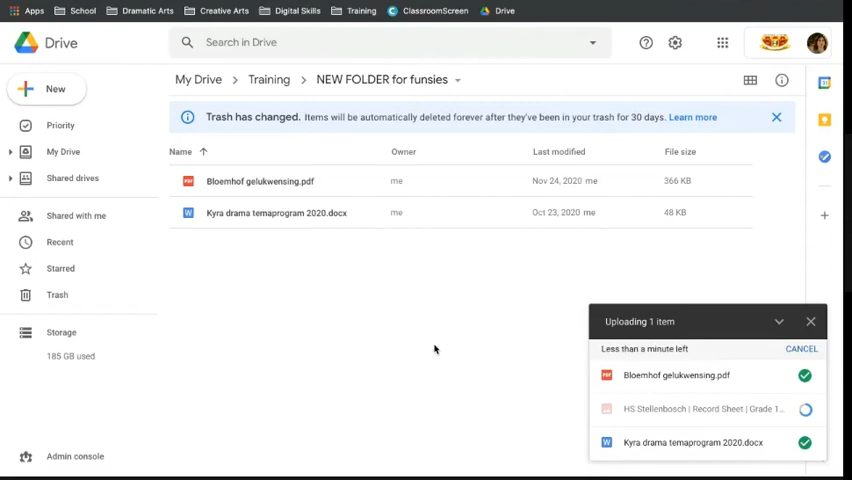 Apps School Dramatic Arts Creative Arts Digital Skills Training ClassroomScreen Drive
Drive Search in Drive
New
My Drive Training NEW FOLDER for funsies
Trash has changed. Items will be automatically deleted forever after they've been in your trash for 30 days. Learn more
Priority
My Drive
Shared drives
Shared with me
Recent
Starred
Trash
Storage
185 GB used
Admin console
Name Owner Last modified File size
Bloemhof gelukwensing.pdf me Nov 24, 2020 me 366 KB
Kyra drama temaprogram 2020.docx me Oct 23, 2020 me 48 KB
Uploading 1 item
Less than a minute left CANCEL
Bloemhof gelukwensing.pdf
HS Stellenbosch | Record Sheet | Grade 1...
Kyra drama temaprogram 2020.docx